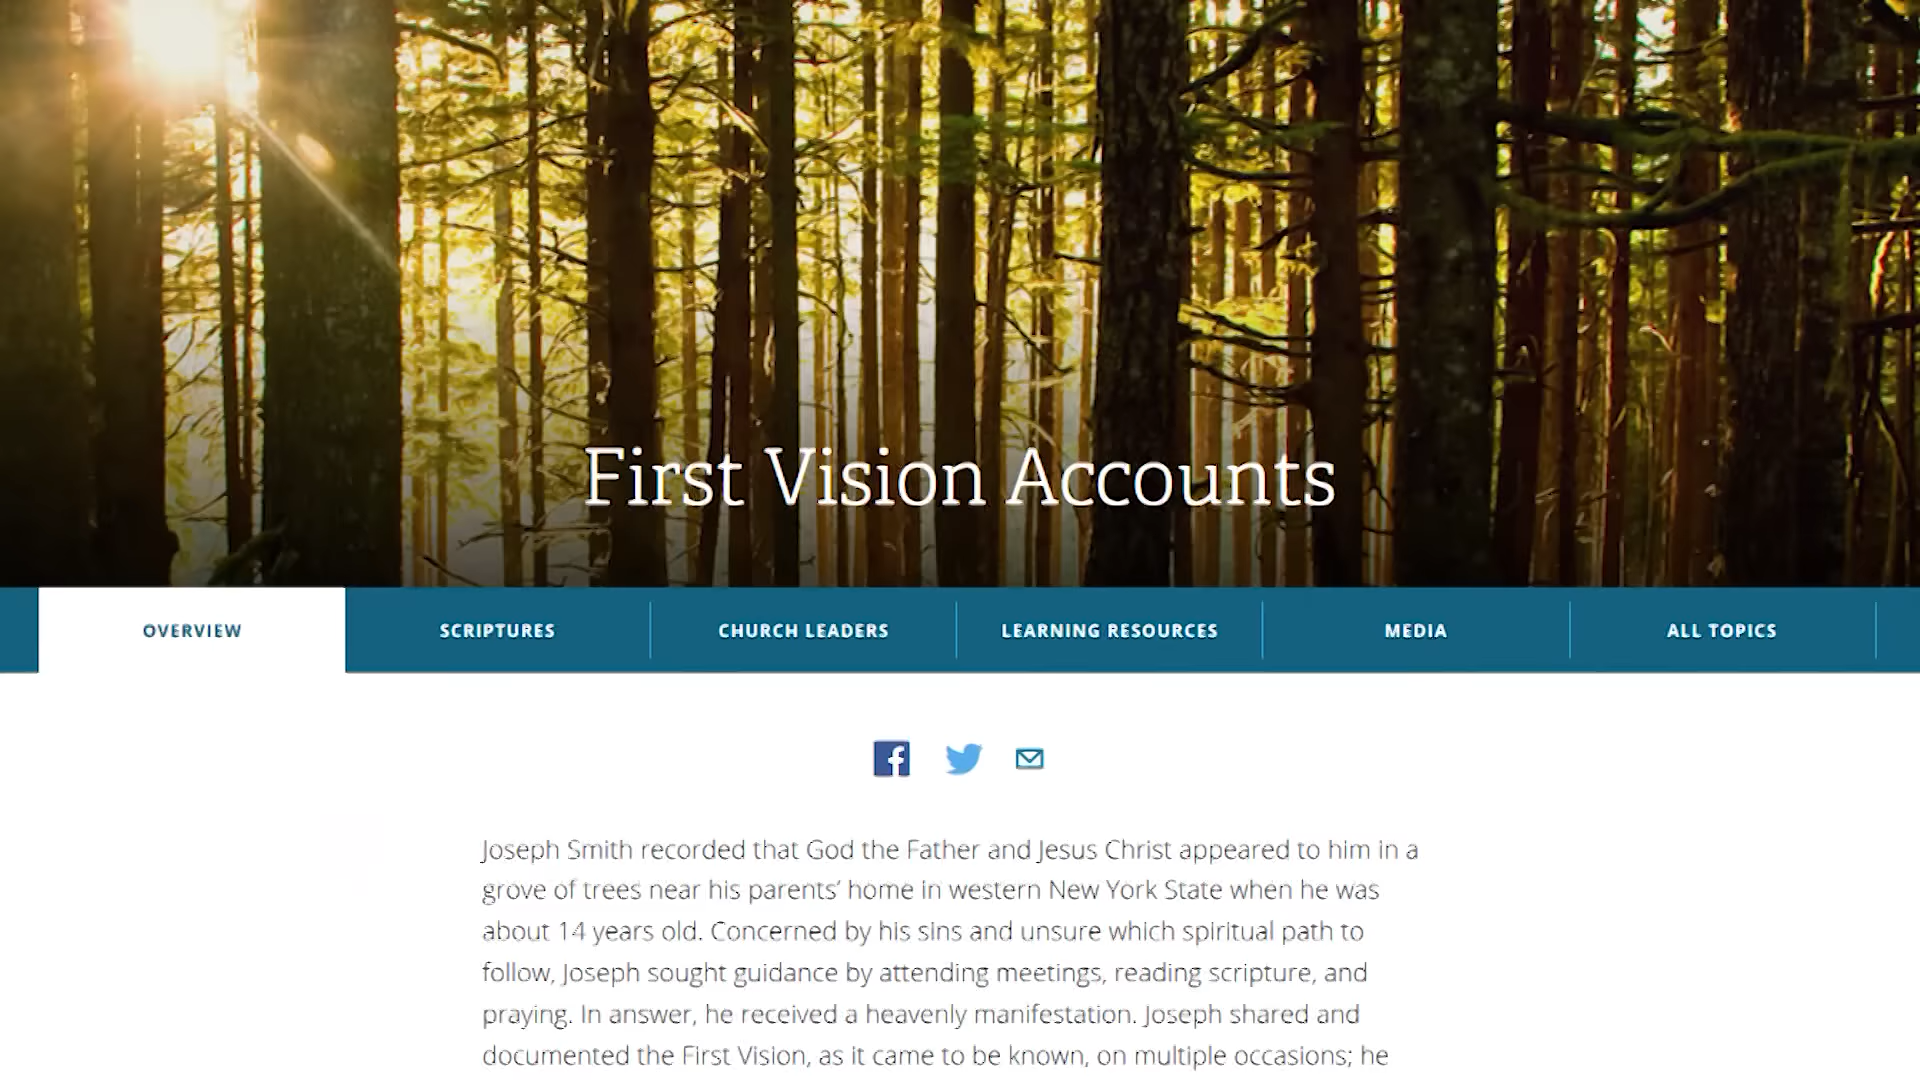 First Vision Accounts
OVERVIEW
SCRIPTURES
CHURCH LEADERS
LEARNING RESOURCES
MEDIA
ALL TOPICS
Joseph Smith recorded that God the Father and Jesus Christ appeared to him in a
grove of trees near his parents’ home in western New York State when he was
about 14 years old. Concerned by his sins and unsure which spiritual path to
follow, Joseph sought guidance by attending meetings, reading scripture, and
praying. In answer, he received a heavenly manifestation. Joseph shared and
documented the First Vision, as it came to be known, on multiple occasions; he